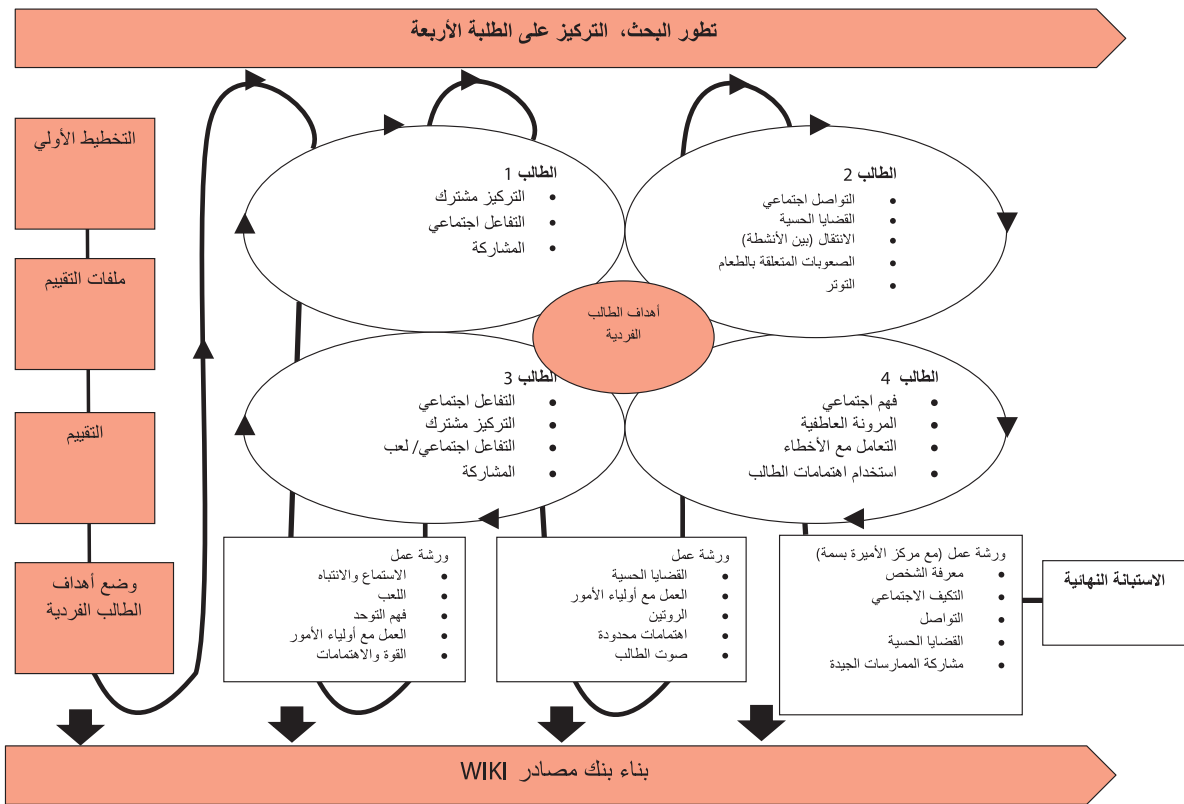 تطور البحث، التركيز على الطلبة الأربعة
التخطيط الأولي
ملفات التقييم
التقييم
وضع أهداف
الطالب الفردية
الطالب 1
• التركيز مشترك
• التفاعل اجتماعي
• المشاركة
الطالب 2
• التواصل اجتماعي
• القضايا الحسية
• الانتقال (بين الأنشطة)
• الصعوبات المتعلقة بالطعام
• التوتر
أهداف الطالب
الفردية
الطالب 3
• التفاعل اجتماعي
• التركيز مشترك
• التفاعل اجتماعي/ لعب
• المشاركة
الطالب 4
• فهم اجتماعي
• المرونة العاطفية
• التعامل مع الأخطاء
• استخدام اهتمامات الطالب
ورشة عمل
• الاستماع والانتباه
• اللعب
• فهم التوحد
• العمل مع أولياء الأمور
• القوة والاهتمامات
ورشة عمل
• القضايا الحسية
• العمل مع أولياء الأمور
• الروتين
• اهتمامات محدودة
• صوت الطالب
ورشة عمل (مع مركز الأميرة بسمة)
• معرفة الشخص
• التكيف الاجتماعي
• التواصل
• القضايا الحسية
• مشاركة الممارسات الجيدة
الاستبانة النهائية
بناء بنك مصادر WIKI